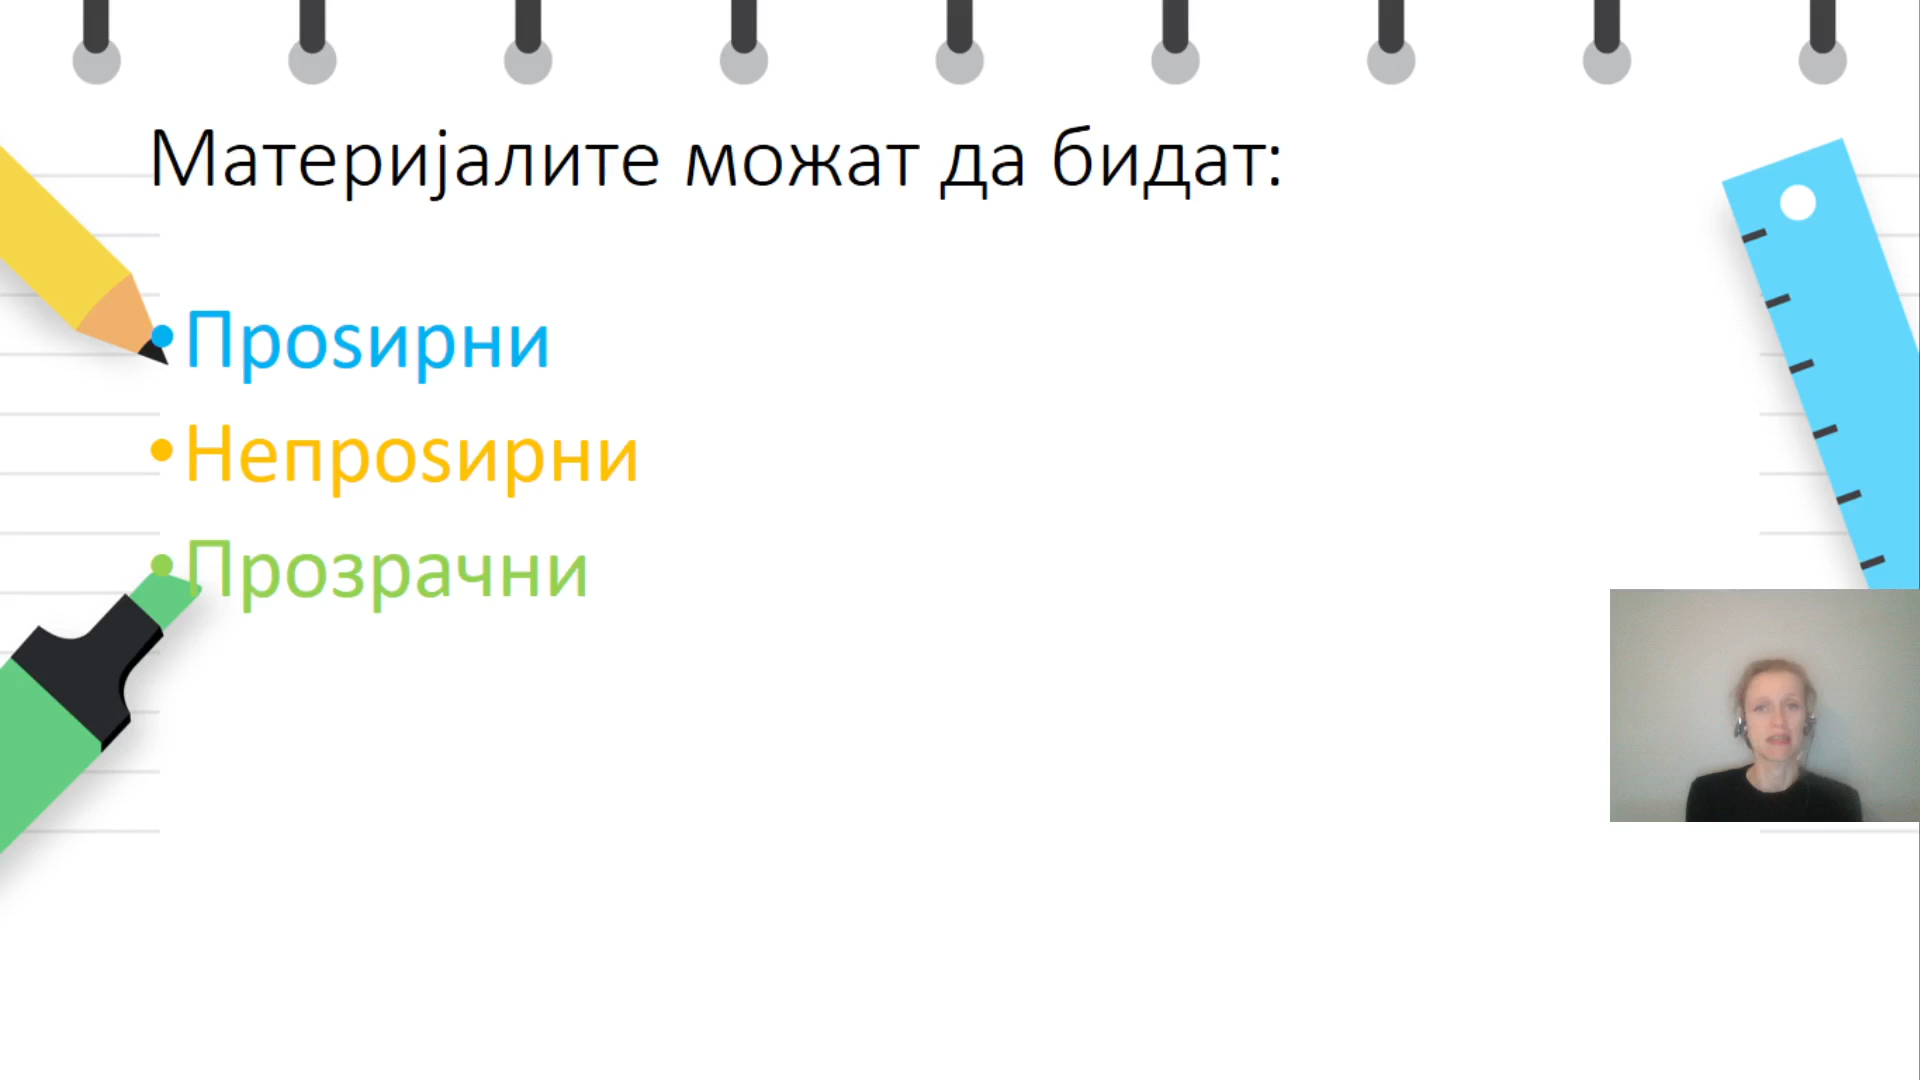 Материјалите можат да бидат:
•Проѕирни
•Непроѕирни
•Прозрачни